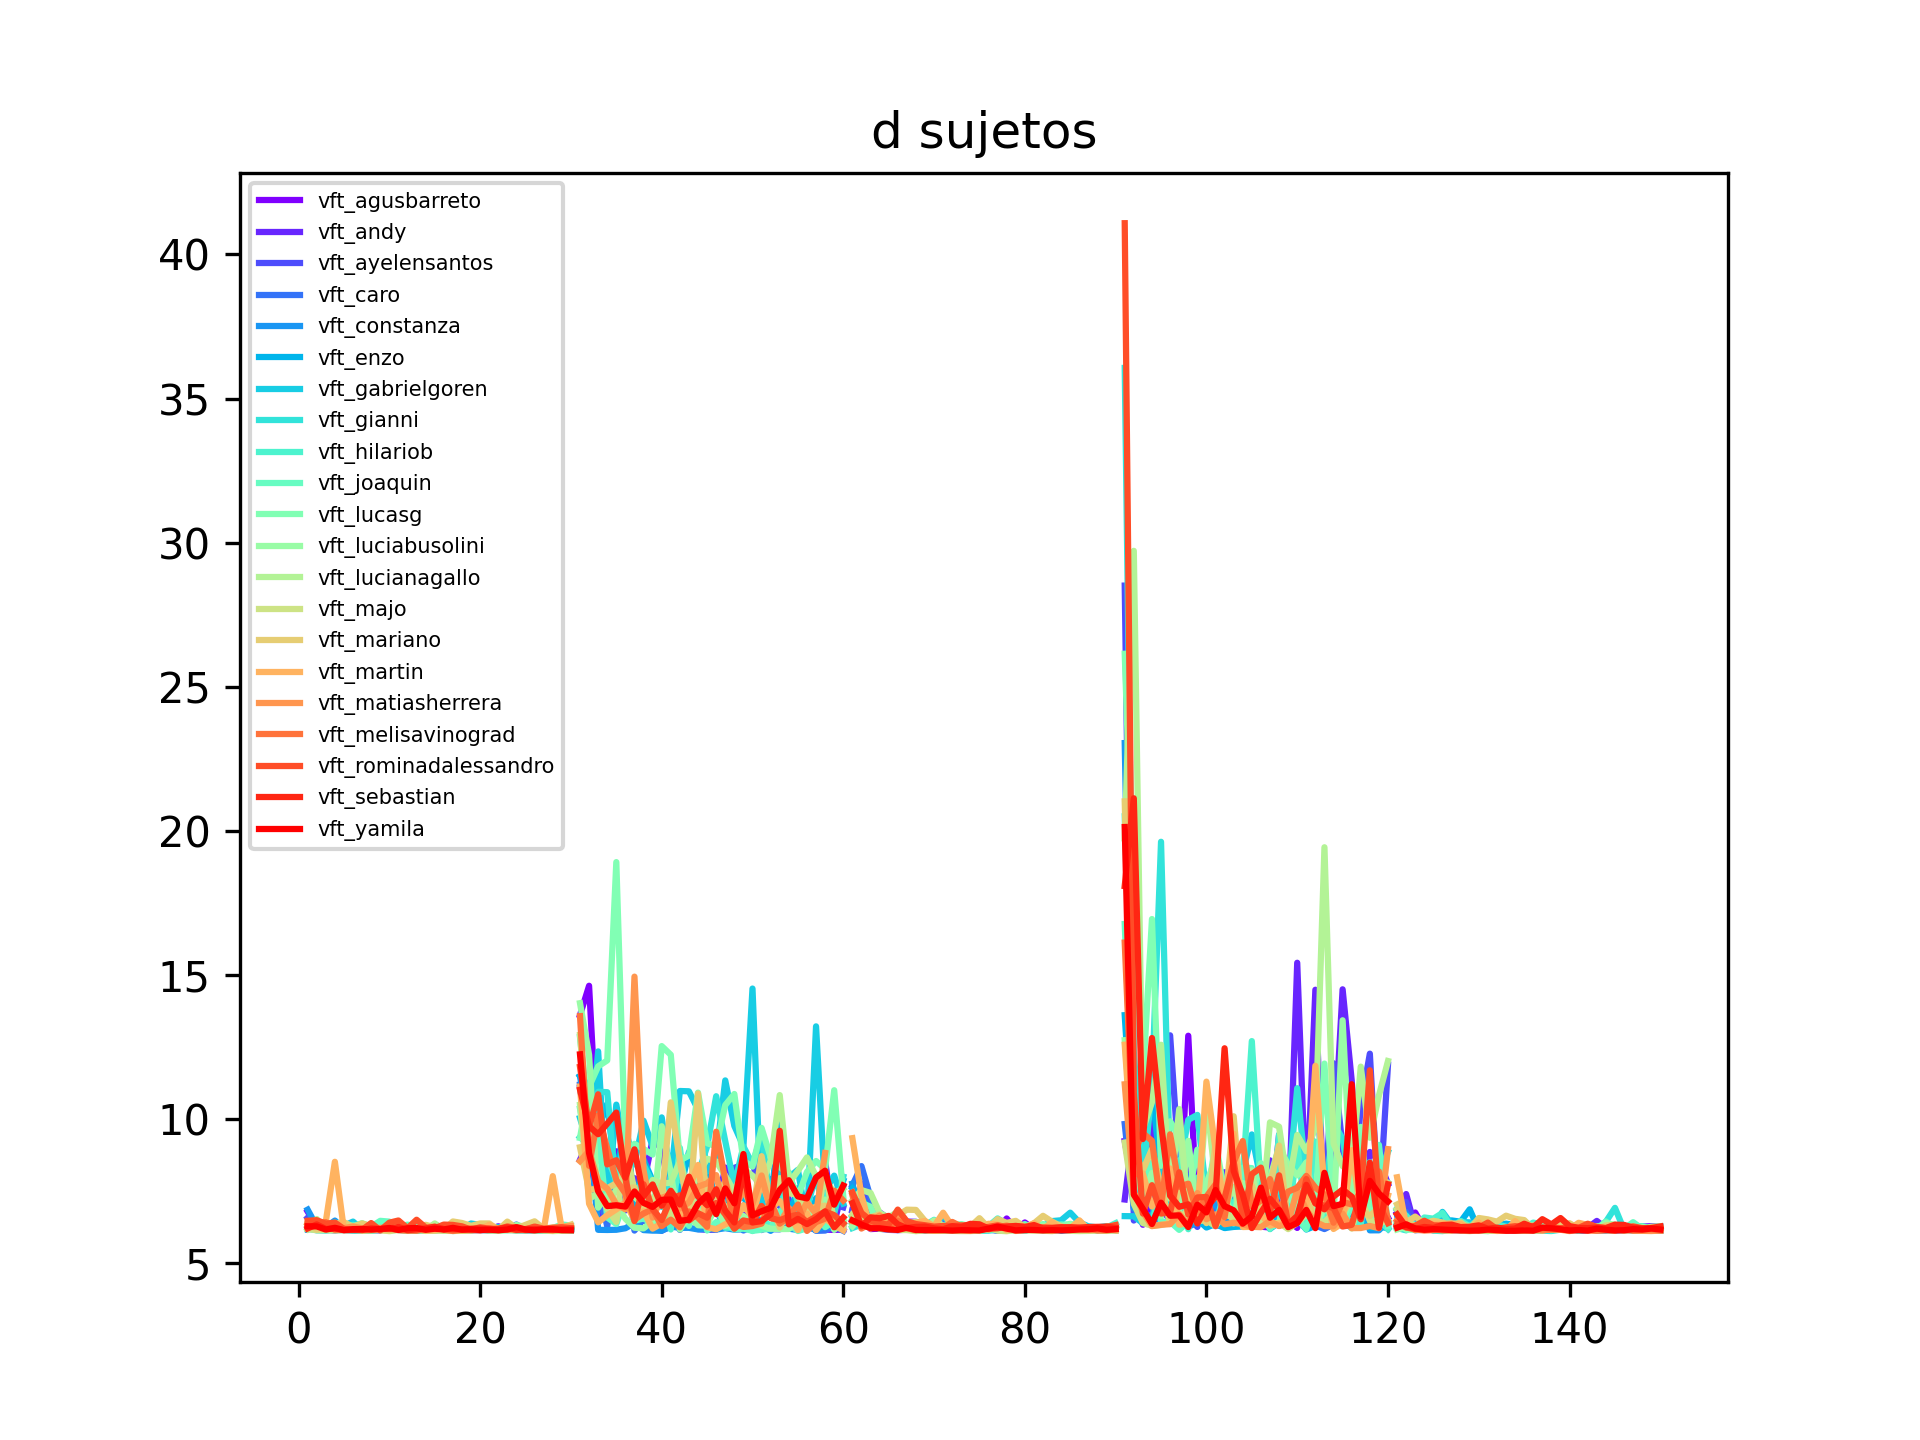 d sujetos
40
35
30
25
20
15
10
5
vft_agusbarreto
vft_andy
vft_ayelensantos
vft_caro
vft_constanza
vft_enzo
vft_gabrielgoren
vft_gianni
vft_hilariob
vft_joaquin
vft_lucasg
vft_luciabusolini
vft_lucianagallo
vft_majo
vft_mariano
vft_martin
vft_matiasherrera
vft_melisavinograd
vft_rominadalessandro
vft_sebastian
vft_yamila
0 20 40 60 80 100 120 140